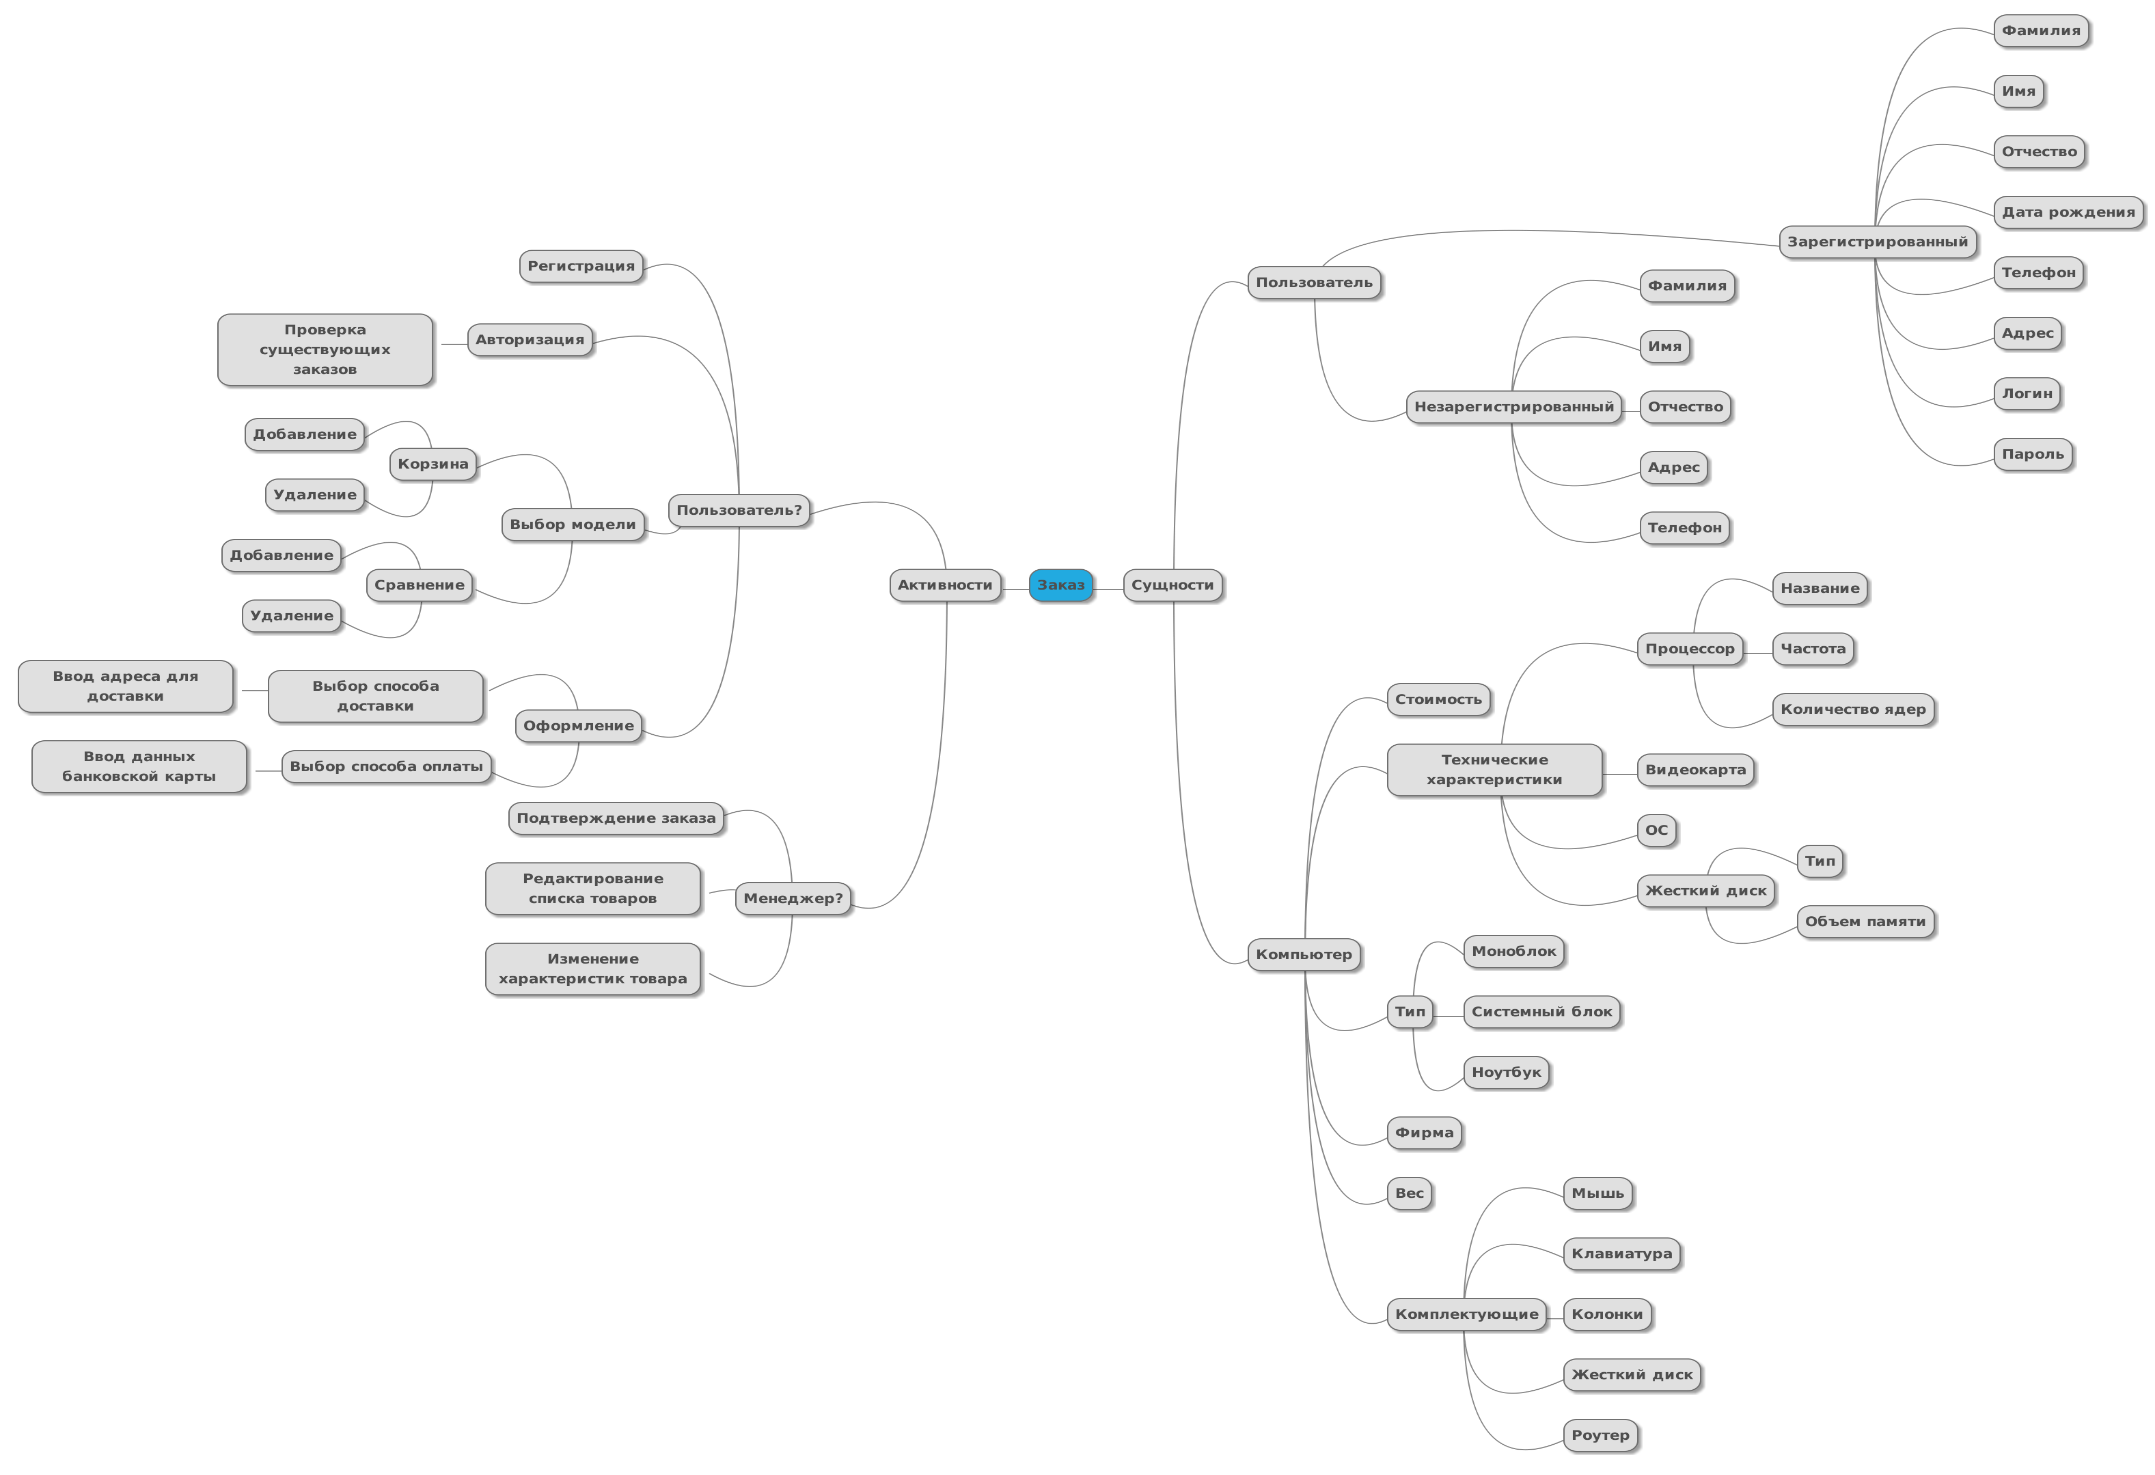 Заказ
Активности
Пользователь?
Регистрация
Авторизация
Проверка
существующих
заказов
Выбор модели
Корзина
Добавление
Удаление
Сравнение
Добавление
Удаление
Оформление
Выбор способа
доставки
Ввод адреса для
доставки
Выбор способа оплаты
Ввод данных
банковской карты
Менеджер?
Подтверждение заказа
Редактирование
списка товаров
Изменение
характеристик товара
Сущности
Пользователь
Зарегистрированный
Фамилия
Имя
Отчество
Дата рождения
Телефон
Адрес
Логин
Пароль
Незарегистрированный
Фамилия
Имя
Отчество
Адрес
Телефон
Компьютер
Стоимость
Технические
характеристики
Процессор
Название
Частота
Количество ядер
Видеокарта
ОС
Жесткий диск
Тип
Объем памяти
Тип
Моноблок
Системный блок
Ноутбук
Фирма
Вес
Комплектующие
Мышь
Клавиатура
Колонки
Жесткий диск
Роутер